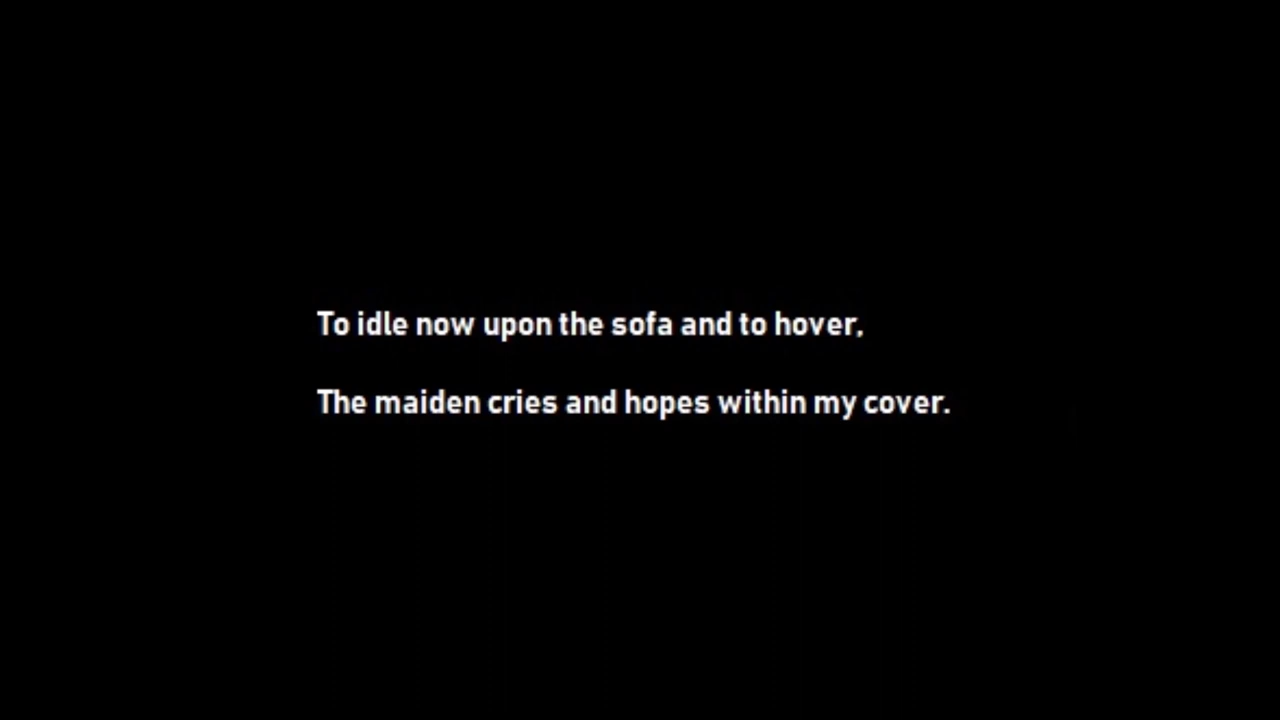 To idle now upon the sofa and to hover,
The maiden cries and hopes within my cover.